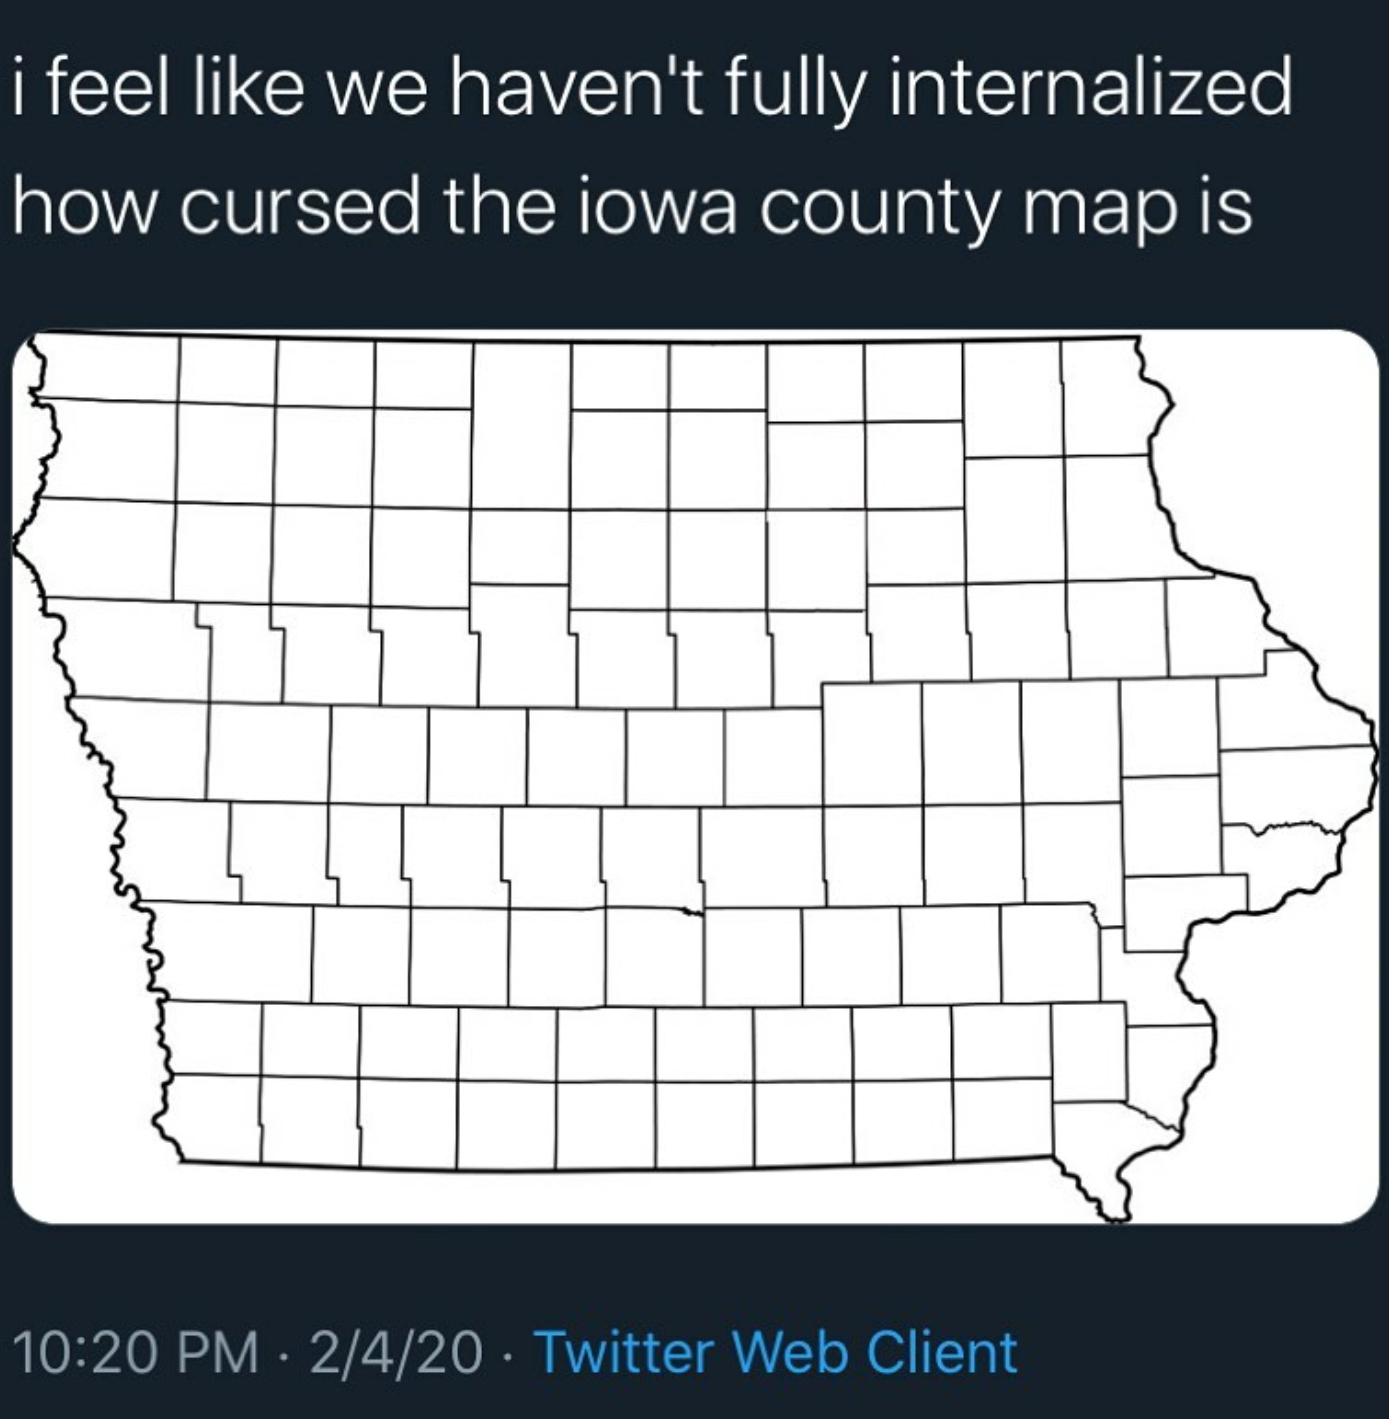 i feel like we haven't fully internalized
how cursed the iowa county map is
10:20 PM · 2/4/20 · Twitter Web Client